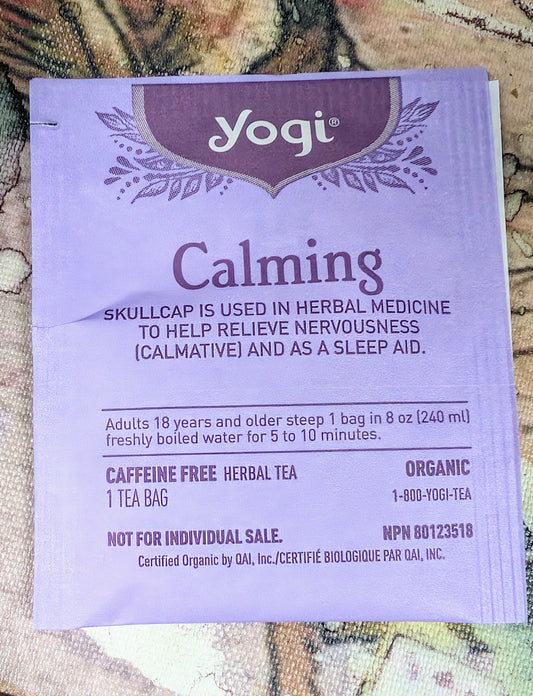 yogi®
Calming
SKULLCAP IS USED IN HERBAL MEDICINE
TO HELP RELIEVE NERVOUSNESS
(CALMATIVE) AND AS A SLEEP AID.
Adults 18 years and older steep 1 bag in 8 oz (240 ml)
freshly boiled water for 5 to 10 minutes.
CAFFEINE FREE HERBAL TEA ORGANIC
1 TEA BAG 1-800-YOGI-TEA
NOT FOR INDIVIDUAL SALE. NPN 80123518
Certified Organic by QAI, Inc./CERTIFIÉ BIOLOGIQUE PAR QAI, INC.